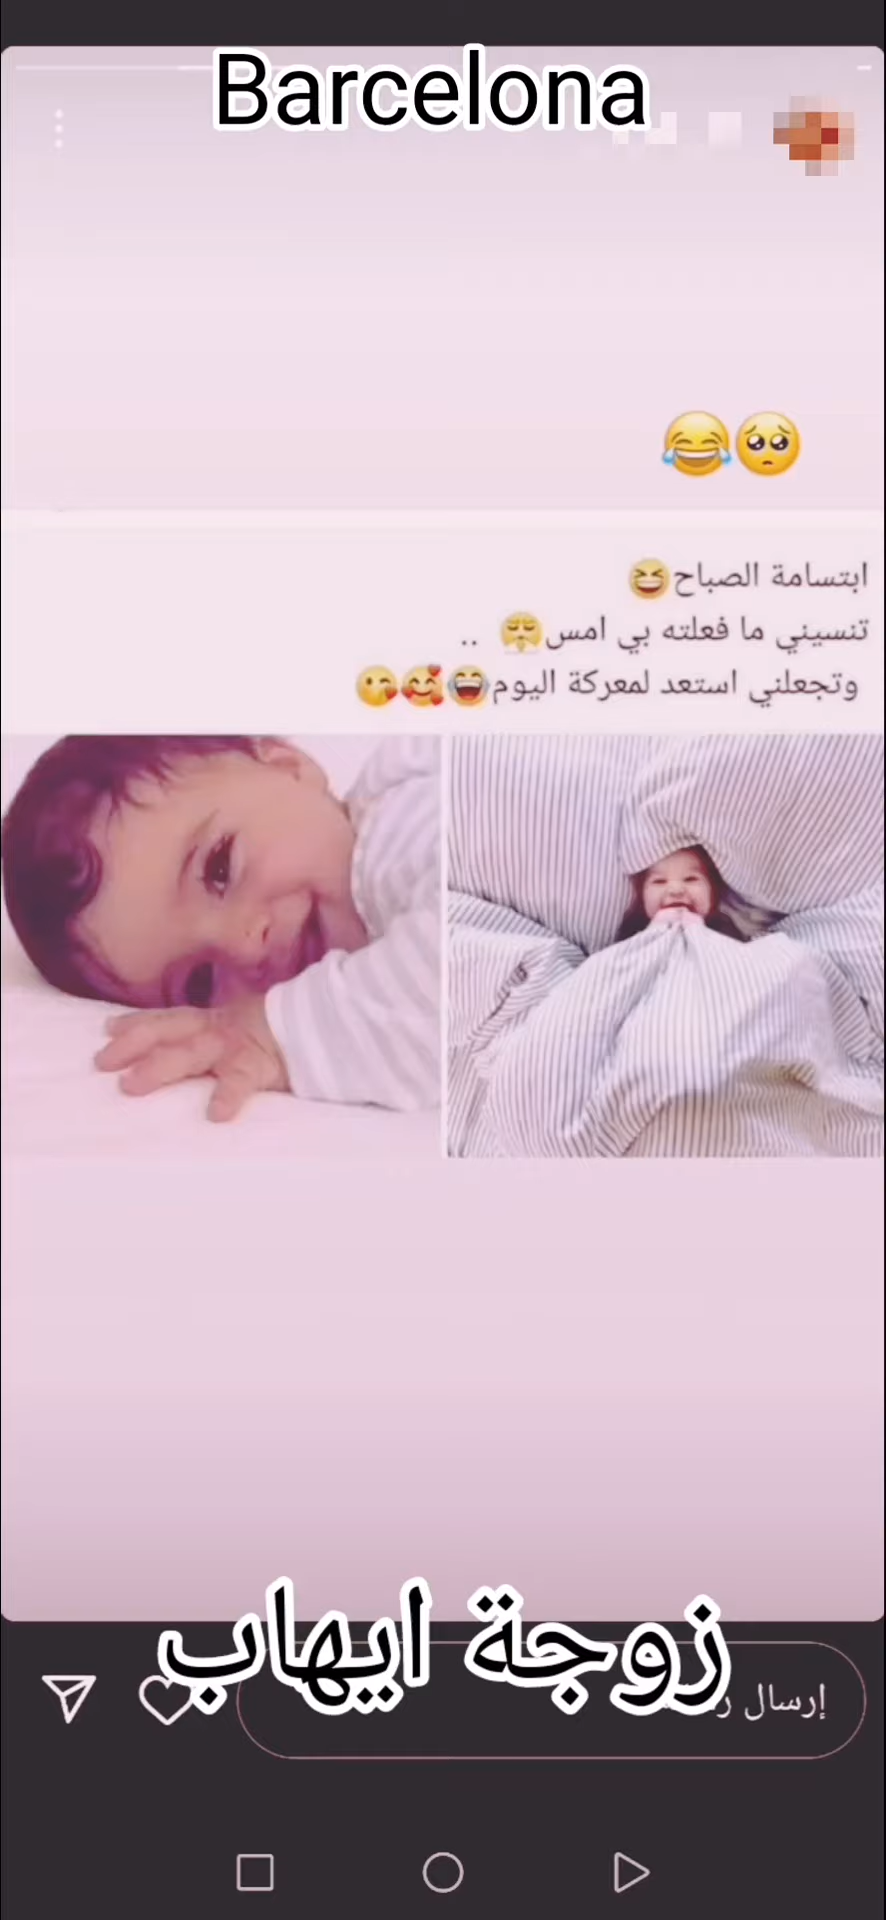 Barcelona
😂🥺
ابتسامة الصباح😆
تنسيني ما فعلته بي امس😤 ..
وتجعلني استعد لمعركة اليوم😅🥰😘
زوجة ايهاب
إرسال